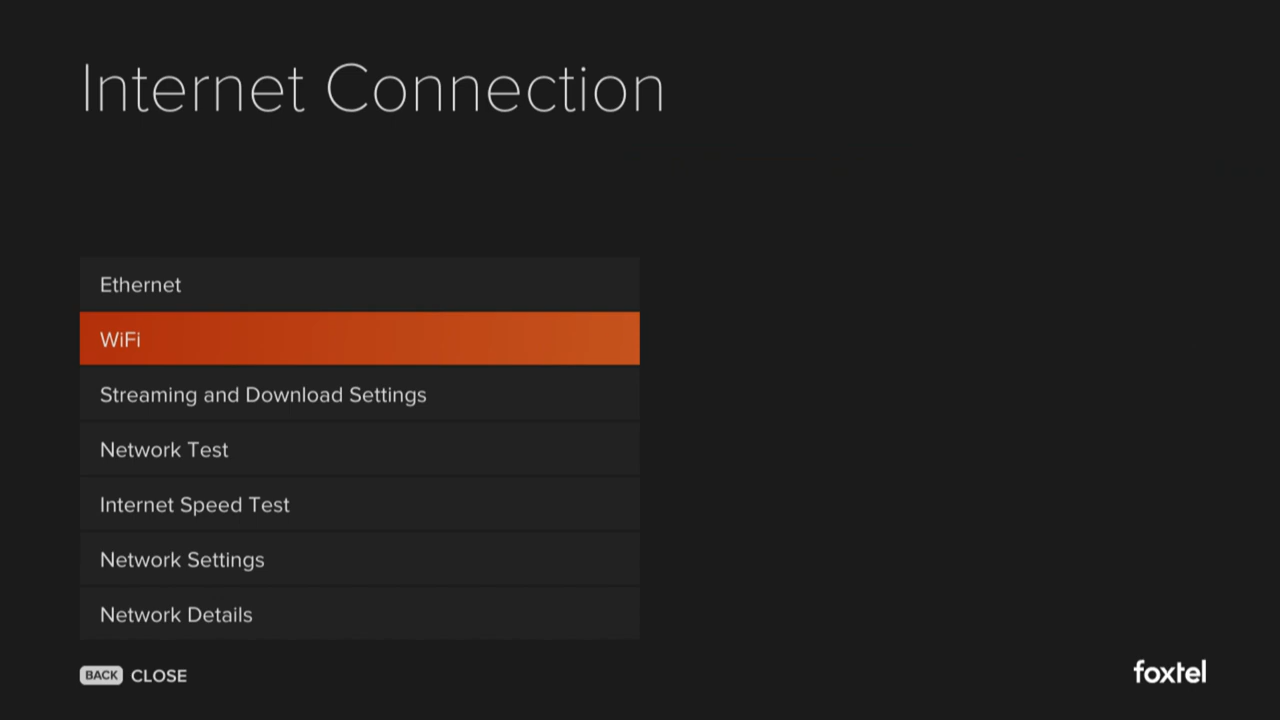 Internet Connection
Ethernet
WiFi
Streaming and Download Settings
Network Test
Internet Speed Test
Network Settings
Network Details
BACK CLOSE
foxtel